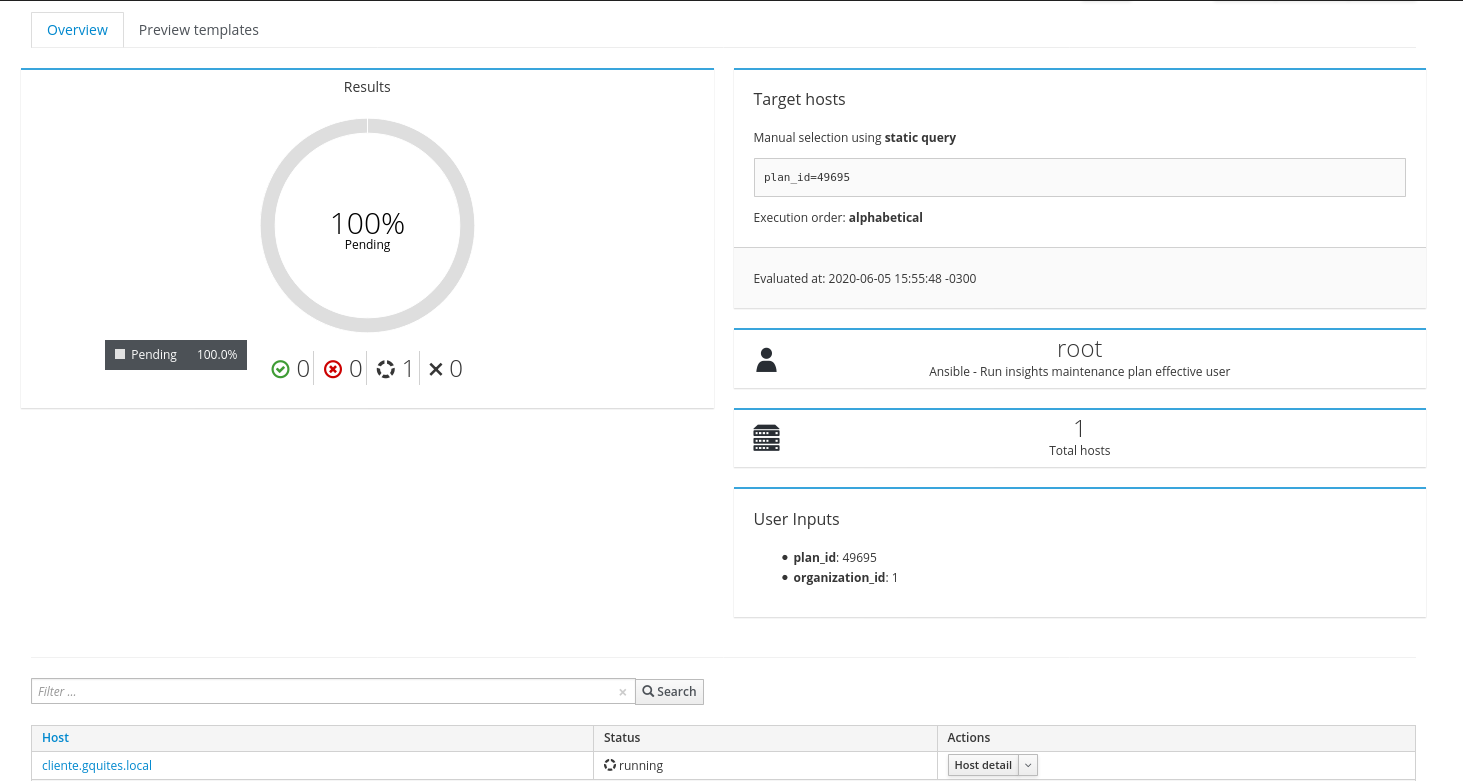 Overview
Preview templates
Results
100%
Pending
Pending 100.0%
0 0 1 0
Target hosts
Manual selection using static query
plan_id=49695
Execution order: alphabetical
Evaluated at: 2020-06-05 15:55:48 -0300
root
Ansible - Run insights maintenance plan effective user
1
Total hosts
User Inputs
plan_id: 49695
organization_id: 1
Filter ...
Search
Host Status Actions
cliente.gquites.local running Host detail